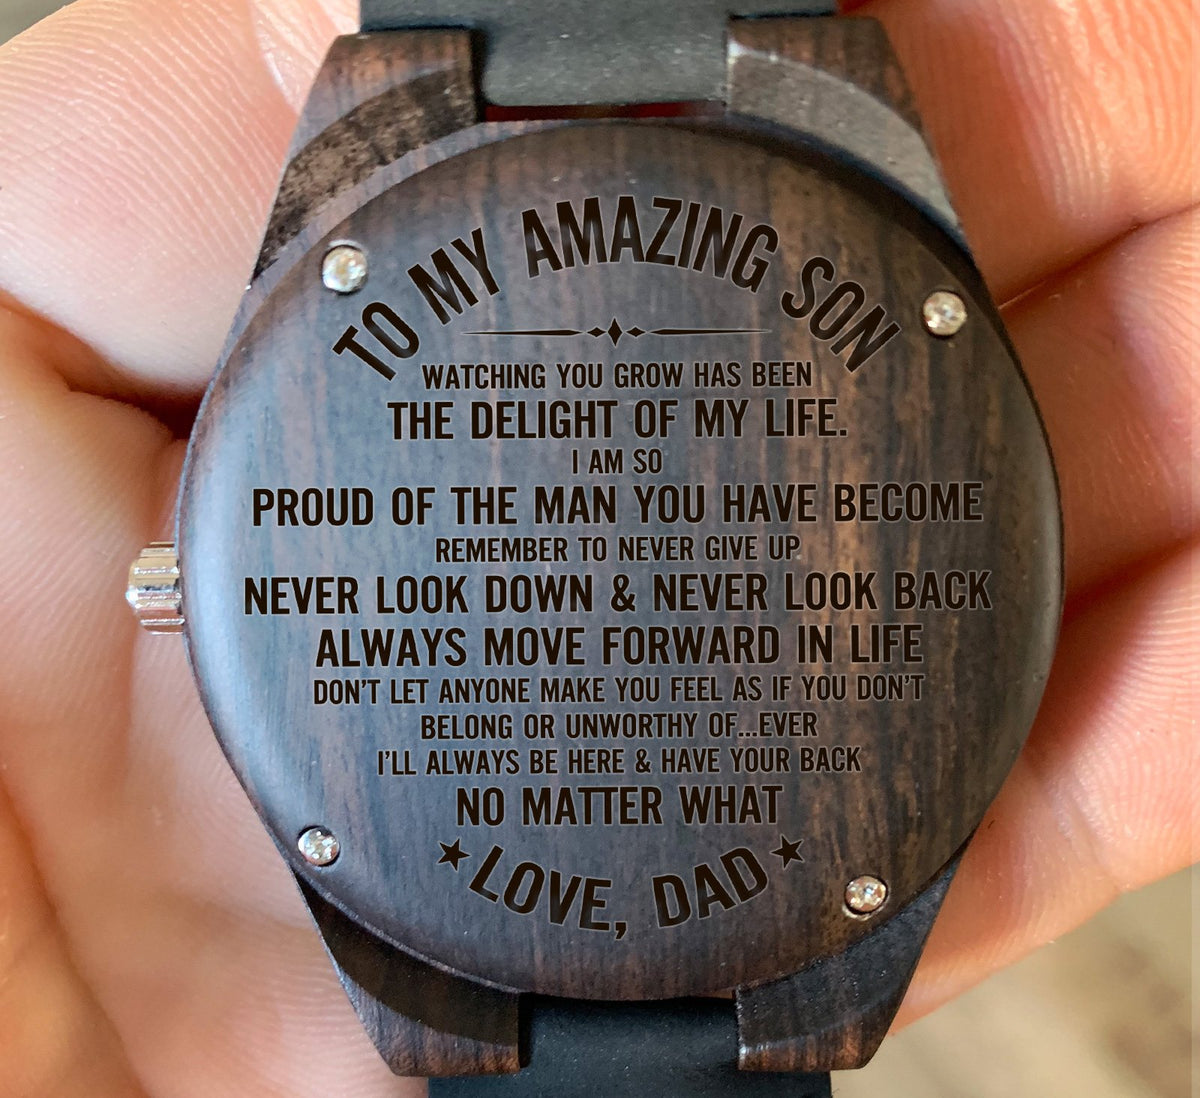 TO MY AMAZING SON
WATCHING YOU GROW HAS BEEN
THE DELIGHT OF MY LIFE.
I AM SO
PROUD OF THE MAN YOU HAVE BECOME
REMEMBER TO NEVER GIVE UP
NEVER LOOK DOWN & NEVER LOOK BACK
ALWAYS MOVE FORWARD IN LIFE
DON'T LET ANYONE MAKE YOU FEEL AS IF YOU DON'T
BELONG OR UNWORTHY OF...EVER
I'LL ALWAYS BE HERE & HAVE YOUR BACK
NO MATTER WHAT
★LOVE, DAD★